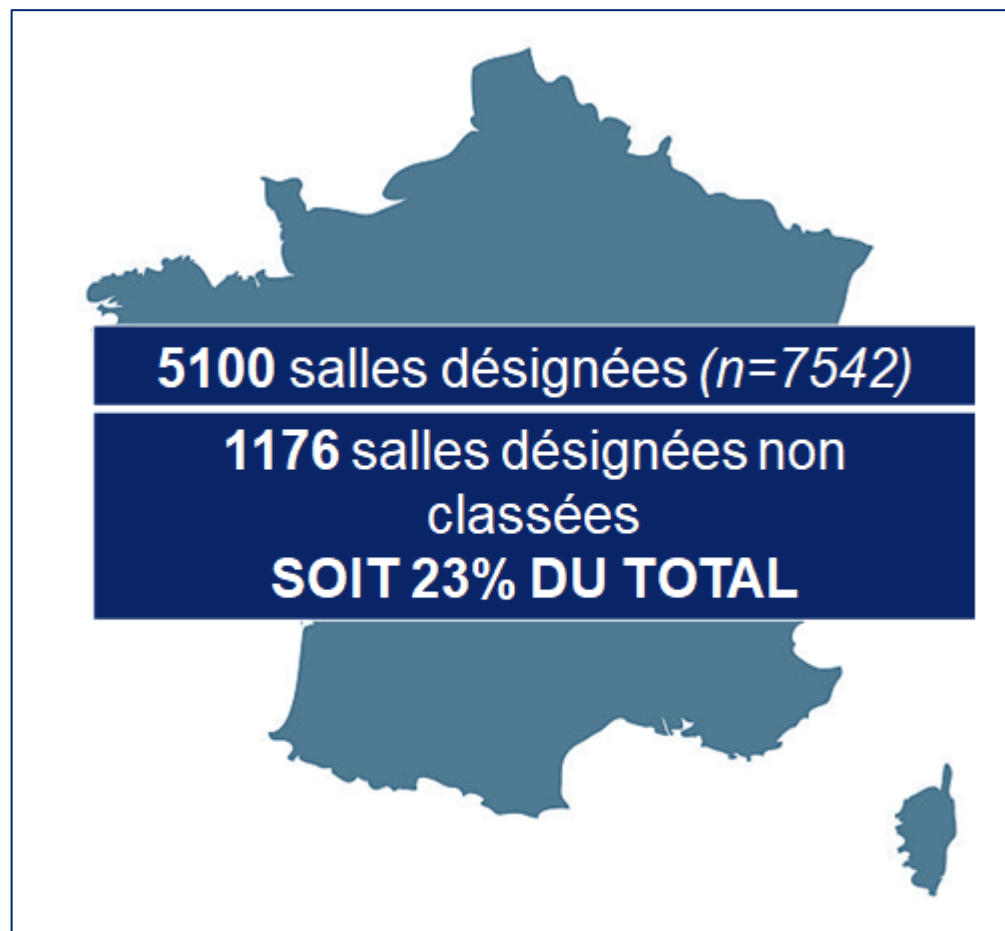 5100 salles désignées (n=7542)
1176 salles désignées non
classées
SOIT 23% DU TOTAL